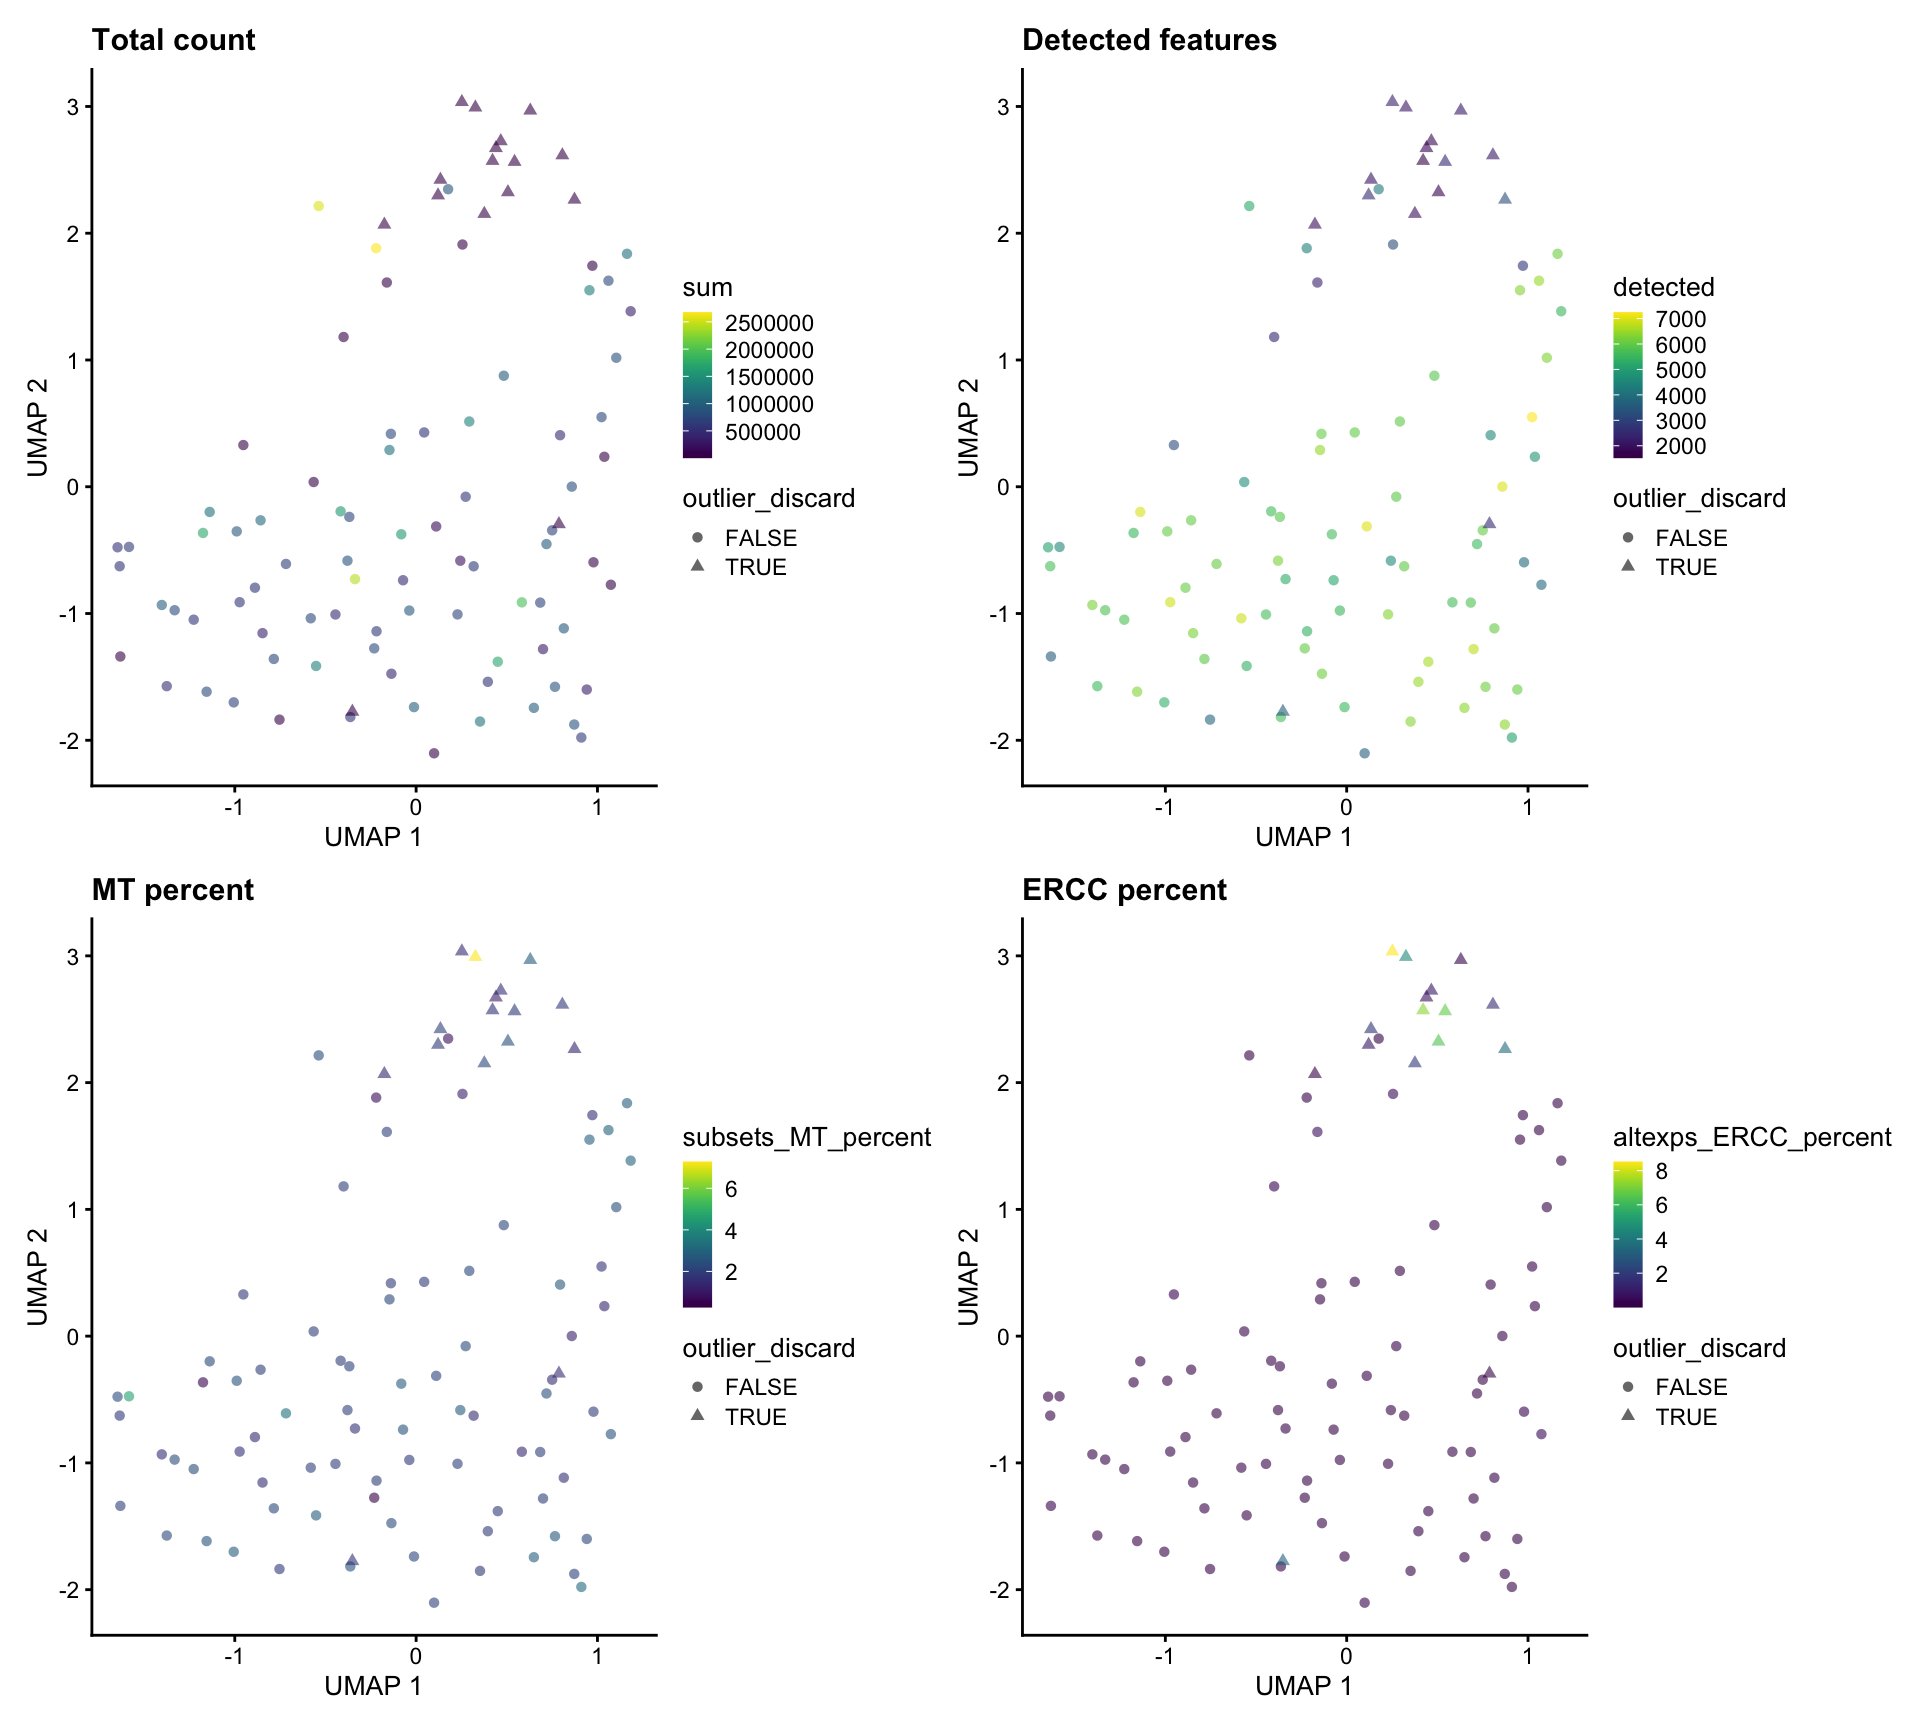 Total count
3
2
1
0
-1
-2
UMAP 2
-1 0 1
UMAP 1
sum
2500000
2000000
1500000
1000000
500000
outlier_discard
FALSE
TRUE
Detected features
3
2
1
0
-1
-2
UMAP 2
-1 0 1
UMAP 1
detected
7000
6000
5000
4000
3000
2000
outlier_discard
FALSE
TRUE
MT percent
3
2
1
0
-1
-2
UMAP 2
-1 0 1
UMAP 1
subsets_MT_percent
6
4
2
outlier_discard
FALSE
TRUE
ERCC percent
3
2
1
0
-1
-2
UMAP 2
-1 0 1
UMAP 1
altexps_ERCC_percent
8
6
4
2
outlier_discard
FALSE
TRUE